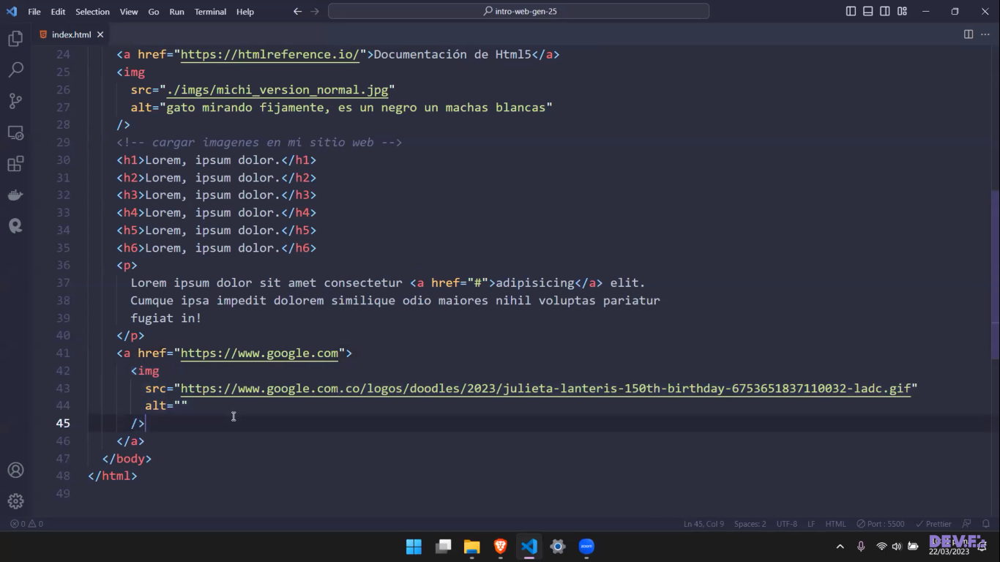 File Edit Selection View Go Run Terminal Help intro-web-gen-25
index.html
24 <a href="https://htmlreference.io/">Documentación de Html5</a>
25 <img
26 src="./imgs/michi_version_normal.jpg"
27 alt="gato mirando fijamente, es un negro un machas blancas"
28 />
29 <!-- cargar imagenes en mi sitio web -->
30 <h1>Lorem, ipsum dolor.</h1>
31 <h2>Lorem, ipsum dolor.</h2>
32 <h3>Lorem, ipsum dolor.</h3>
33 <h4>Lorem, ipsum dolor.</h4>
34 <h5>Lorem, ipsum dolor.</h5>
35 <h6>Lorem, ipsum dolor.</h6>
36 <p>
37 Lorem ipsum dolor sit amet consectetur <a href="#">adipisicing</a> elit.
38 Cumque ipsa impedit dolorem similique odio maiores nihil voluptas pariatur
39 fugiat in!
40 </p>
41 <a href="https://www.google.com">
42 <img
43 src="https://www.google.com.co/logos/doodles/2023/julieta-lanteris-150th-birthday-6753651837110032-ladc.gif"
44 alt=""
45 />
46 </a>
47 </body>
48 </html>
49
0 0 Ln 45, Col 9 Spaces: 2 UTF-8 LF HTML Port : 5500 Prettier
zoom
DEV.F:
22/03/2023